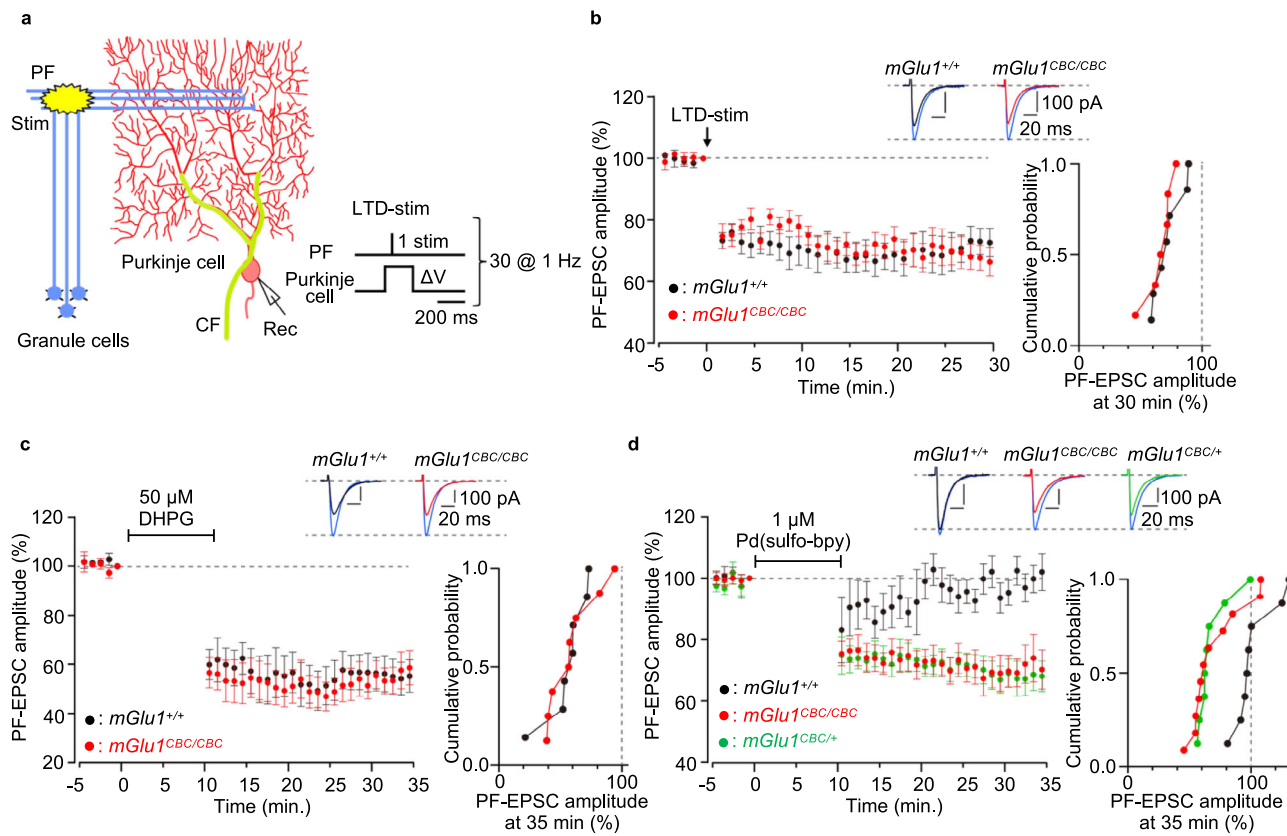 a
PF
Stim
Purkinje cell
Granule cells
CF
Rec
LTD-stim
PF
1 stim
Purkinje
cell
ΔV
200 ms
30 @ 1 Hz
b
mGlu1+/+
mGlu1CBC/CBC
100 pA
20 ms
LTD-stim
PF-EPSC amplitude (%)
120
100
80
60
40
-5 0 5 10 15 20 25 30
Time (min.)
: mGlu1+/+
: mGlu1CBC/CBC
Cumulative probability
1.0
0.5
0.0
0 100
PF-EPSC amplitude
at 30 min (%)
c
mGlu1+/+
mGlu1CBC/CBC
100 pA
20 ms
50 µM
DHPG
PF-EPSC amplitude (%)
120
100
80
60
40
20
-5 0 5 10 15 20 25 30 35
Time (min.)
: mGlu1+/+
: mGlu1CBC/CBC
Cumulative probability
1.0
0.5
0.0
0 100
PF-EPSC amplitude
at 35 min (%)
d
mGlu1+/+
mGlu1CBC/CBC
mGlu1CBC/+
100 pA
20 ms
1 µM
Pd(sulfo-bpy)
PF-EPSC amplitude (%)
120
100
80
60
40
-5 0 5 10 15 20 25 30 35
Time (min.)
: mGlu1+/+
: mGlu1CBC/CBC
: mGlu1CBC/+
Cumulative probability
1.0
0.5
0.0
0 100
PF-EPSC amplitude
at 35 min (%)